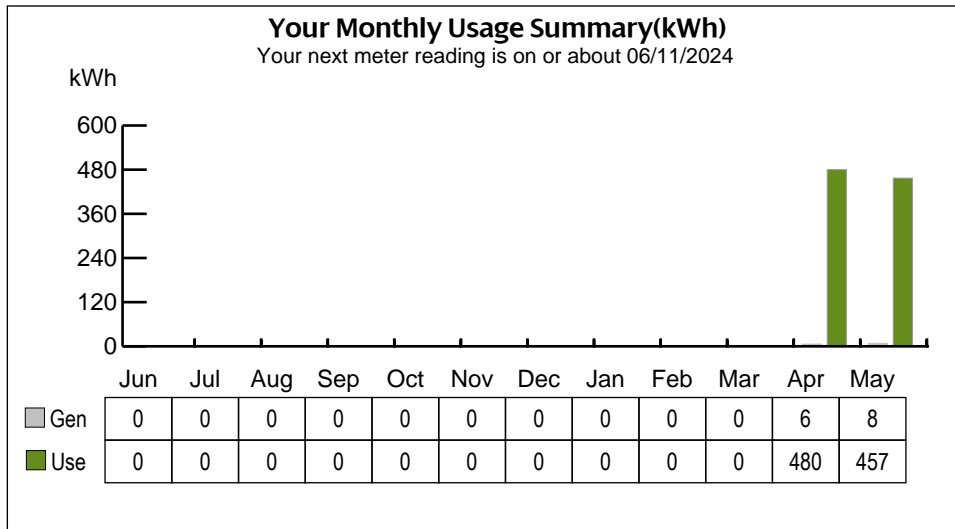 Your Monthly Usage Summary(kWh)
Your next meter reading is on or about 06/11/2024
kWh
600
480
360
240
120
0
Jun Jul Aug Sep Oct Nov Dec Jan Feb Mar Apr May
Gen 0 0 0 0 0 0 0 0 0 0 6 8
Use 0 0 0 0 0 0 0 0 0 0 480 457